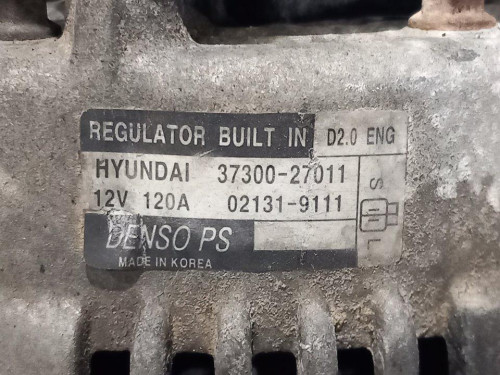 REGULATOR BUILT IN D2.0 ENG
HYUNDAI 37300-27011
12V 120A 02131-9111
S
L
DENSO PS
MADE IN KOREA